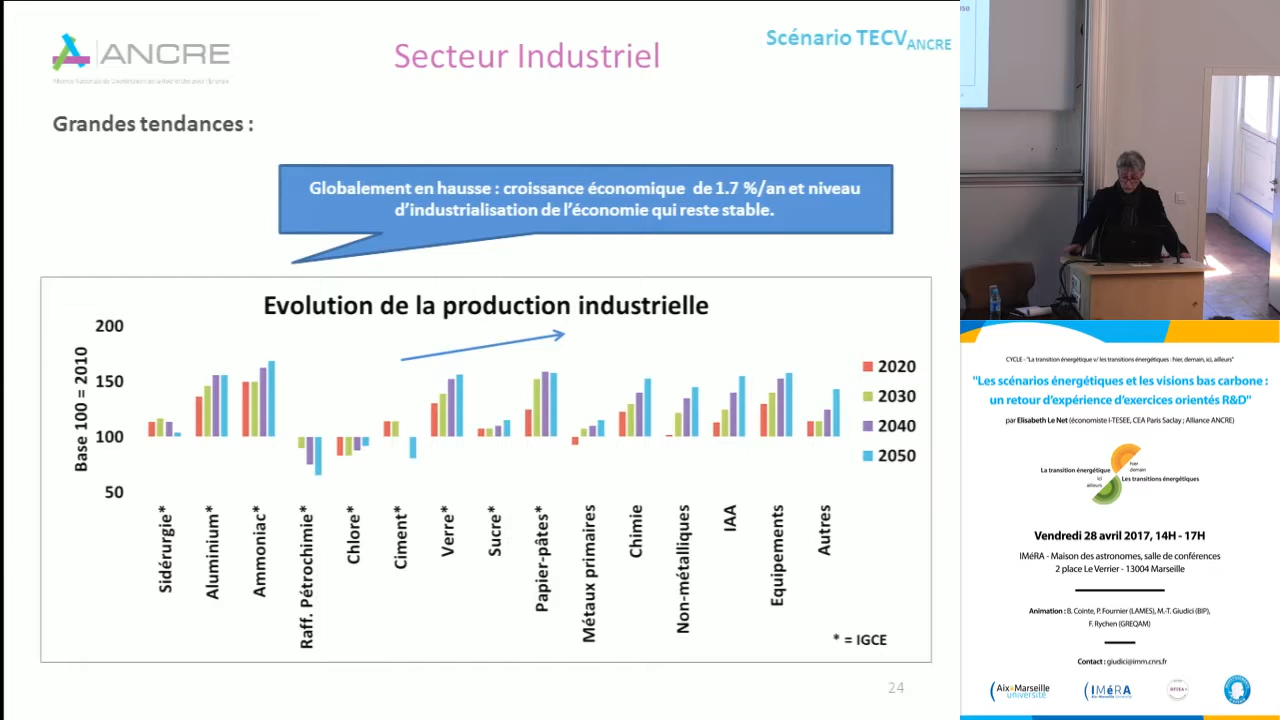 ANCRE
Secteur Industriel
Scénario TECV ANCRE
Grandes tendances :
Globalement en hausse : croissance économique de 1.7 %/an et niveau
d’industrialisation de l’économie qui reste stable.
Evolution de la production industrielle
Base 100 = 2010
200
150
100
50
2020
2030
2040
2050
Sidérurgie*
Aluminium*
Ammoniac*
Raff. Pétrochimie*
Chlore*
Ciment*
Verre*
Sucre*
Papier-pâtes*
Métaux primaires
Chimie
Non-métalliques
IAA
Equipements
Autres
* = IGCE
24
CYCLE - "La transition énergétique v/ les transitions énergétiques : hier, demain, ici, ailleurs"
"Les scénarios énergétiques et les visions bas carbone :
un retour d’expérience d’exercices orientés R&D"
par Elisabeth Le Net (économiste I-TESEE, CEA Paris Saclay ; Alliance ANCRE)
hier
demain
La transition énergétique
ici
ailleurs
Les transitions énergétiques
Vendredi 28 avril 2017, 14H - 17H
IMéRA - Maison des astronomes, salle de conférences
2 place Le Verrier - 13004 Marseille
Animation : B. Cointe, P. Fournier (LAMES), M.-T. Giudici (BIP),
F. Rychen (GREQAM)
Contact : giudici@imm.cnrs.fr
Aix*Marseille
université
IMéRA